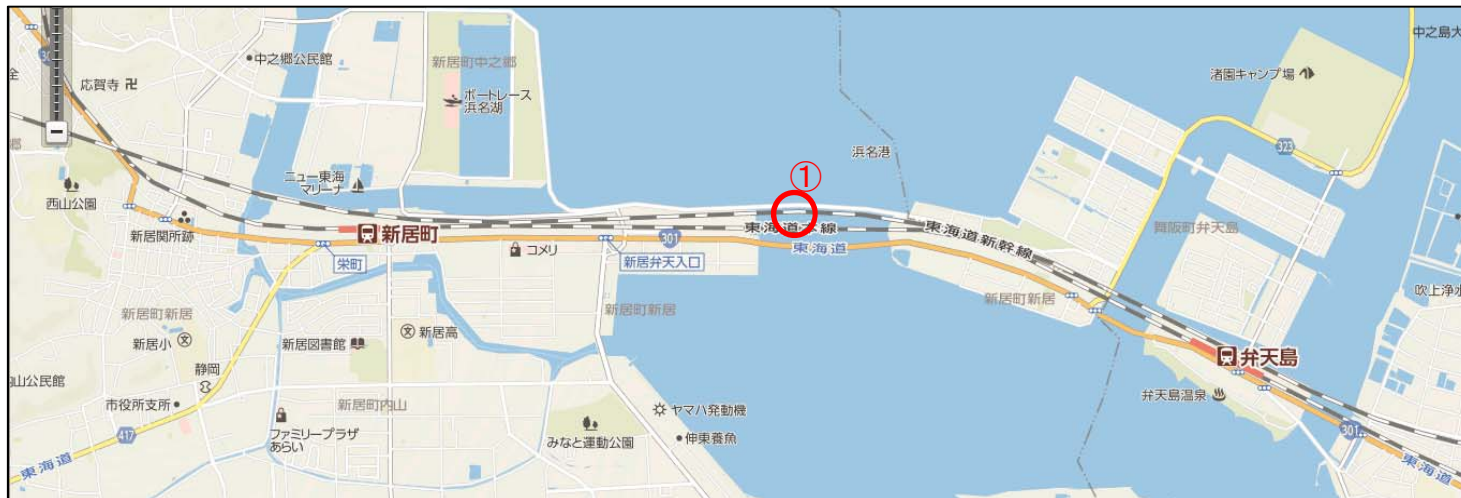 中之島大
渚園キャンプ場
中之郷公民館
新居町中之郷
全
応賀寺
ボートレース
浜名湖
浜名港
323
①
ニュー東海
マリーナ
西山公園
舞阪町弁天島
新居関所跡
新居町
東海道本線
東海道新幹線
301
コメリ
東海道
栄町
新居弁天入口
吹上浄水
新居町新居
新居町新居
新居町新居
新居小
新居図書館
新居高
弁天島
静岡
山公民館
弁天島温泉
市役所支所
新居町内山
ヤマハ発動機
417
ファミリープラザ
あらい
みなと運動公園
伸東養魚
301
東海道
東海道